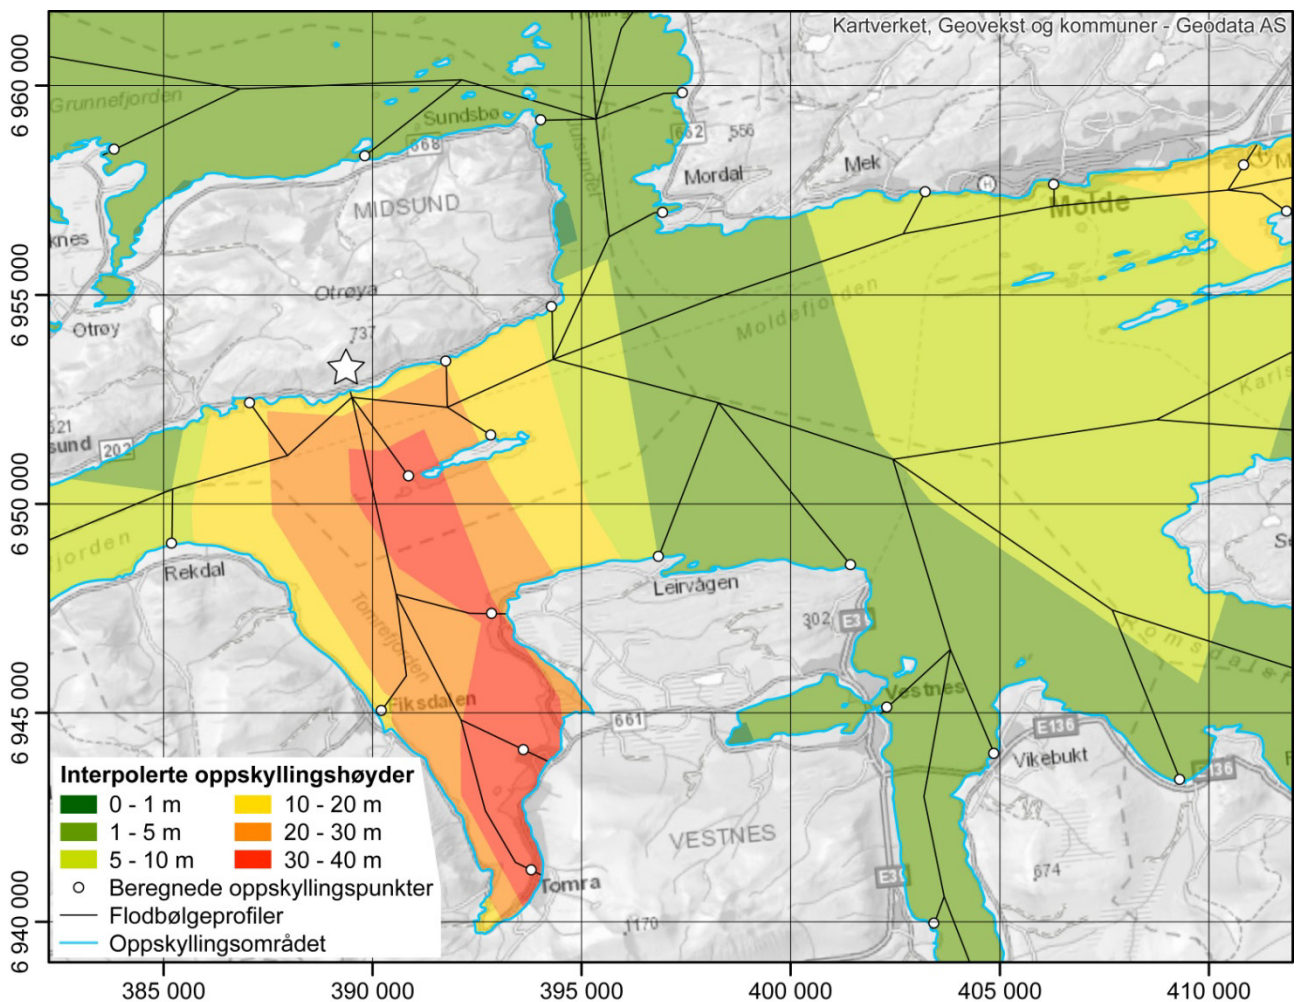 Kartverket, Geovekst og kommuner - Geodata AS
6 960 000
Grunnefjorden
Sundsbø
668
Julsundet
662
556
Mordal
Mek
H
MIDSUND
Molde
knes
6 955 000
Otrøya
Otrøy
737
Moldefjorden
521
sund
202
6 950 000
jorden
Rekdal
Leirvågen
302
Tomrefjorden
Fiksdalen
6 945 000
661
Vestnes
E136
Vikebukt
Interpolerte oppskyllingshøyder
0 - 1 m
10 - 20 m
1 - 5 m
20 - 30 m
5 - 10 m
30 - 40 m
Beregnede oppskyllingspunkter
Flodbølgeprofiler
Oppskyllingsområdet
VESTNES
Tomra
674
6 940 000
385 000
390 000
395 000
400 000
405 000
410 000